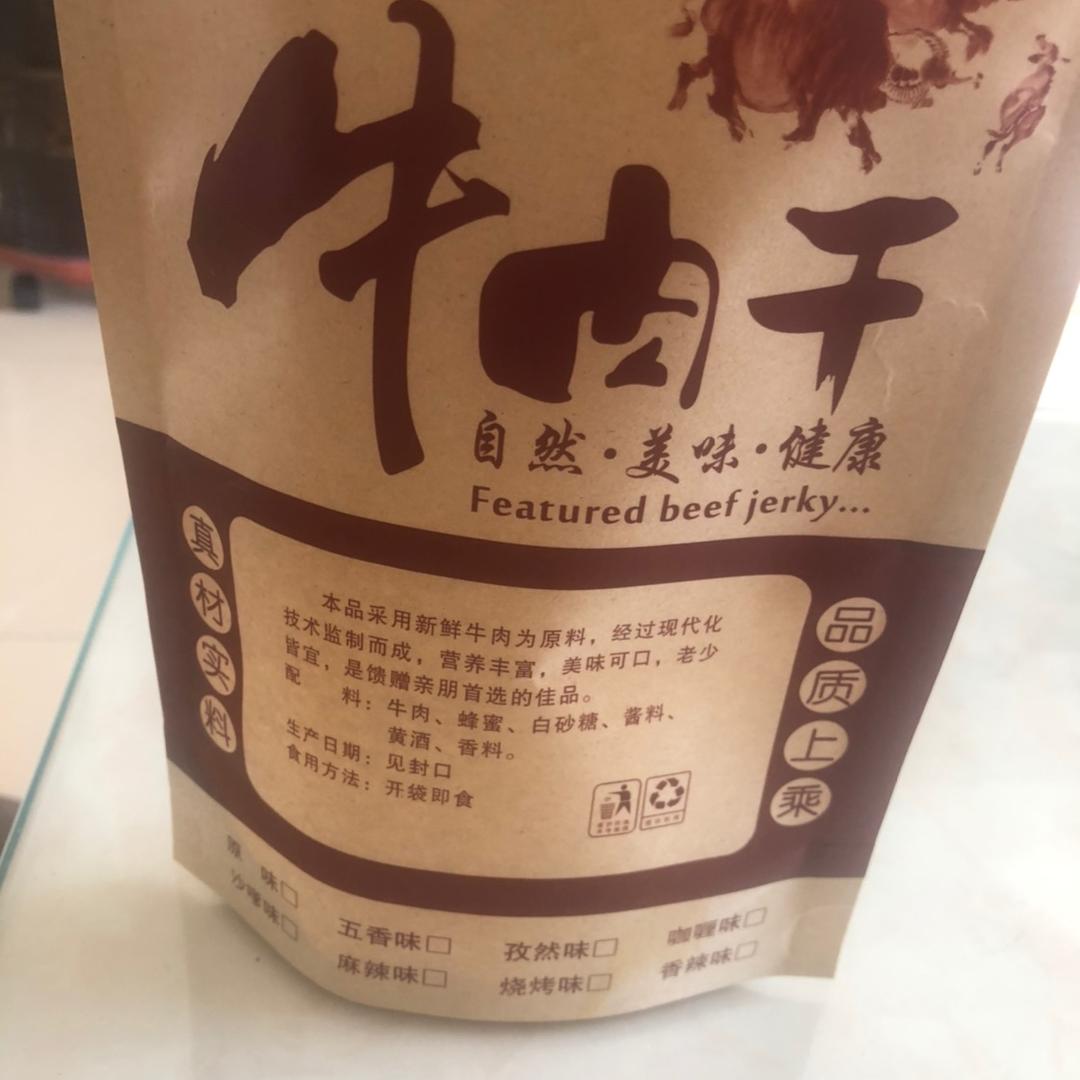 牛肉干
自然·美味·健康
Featured beef jerky...
真材实料
本品采用新鲜牛肉为原料，经过现代化
技术监制而成，营养丰富，美味可口，老少
皆宜，是馈赠亲朋首选的佳品。
配 料：牛肉、蜂蜜、白砂糖、酱料、
黄酒、香料。
生产日期：见封口
食用方法：开袋即食
品质上乘
原 味□
五香味□
孜然味□
咖喱味□
沙嗲味□
麻辣味□
烧烤味□
香辣味□